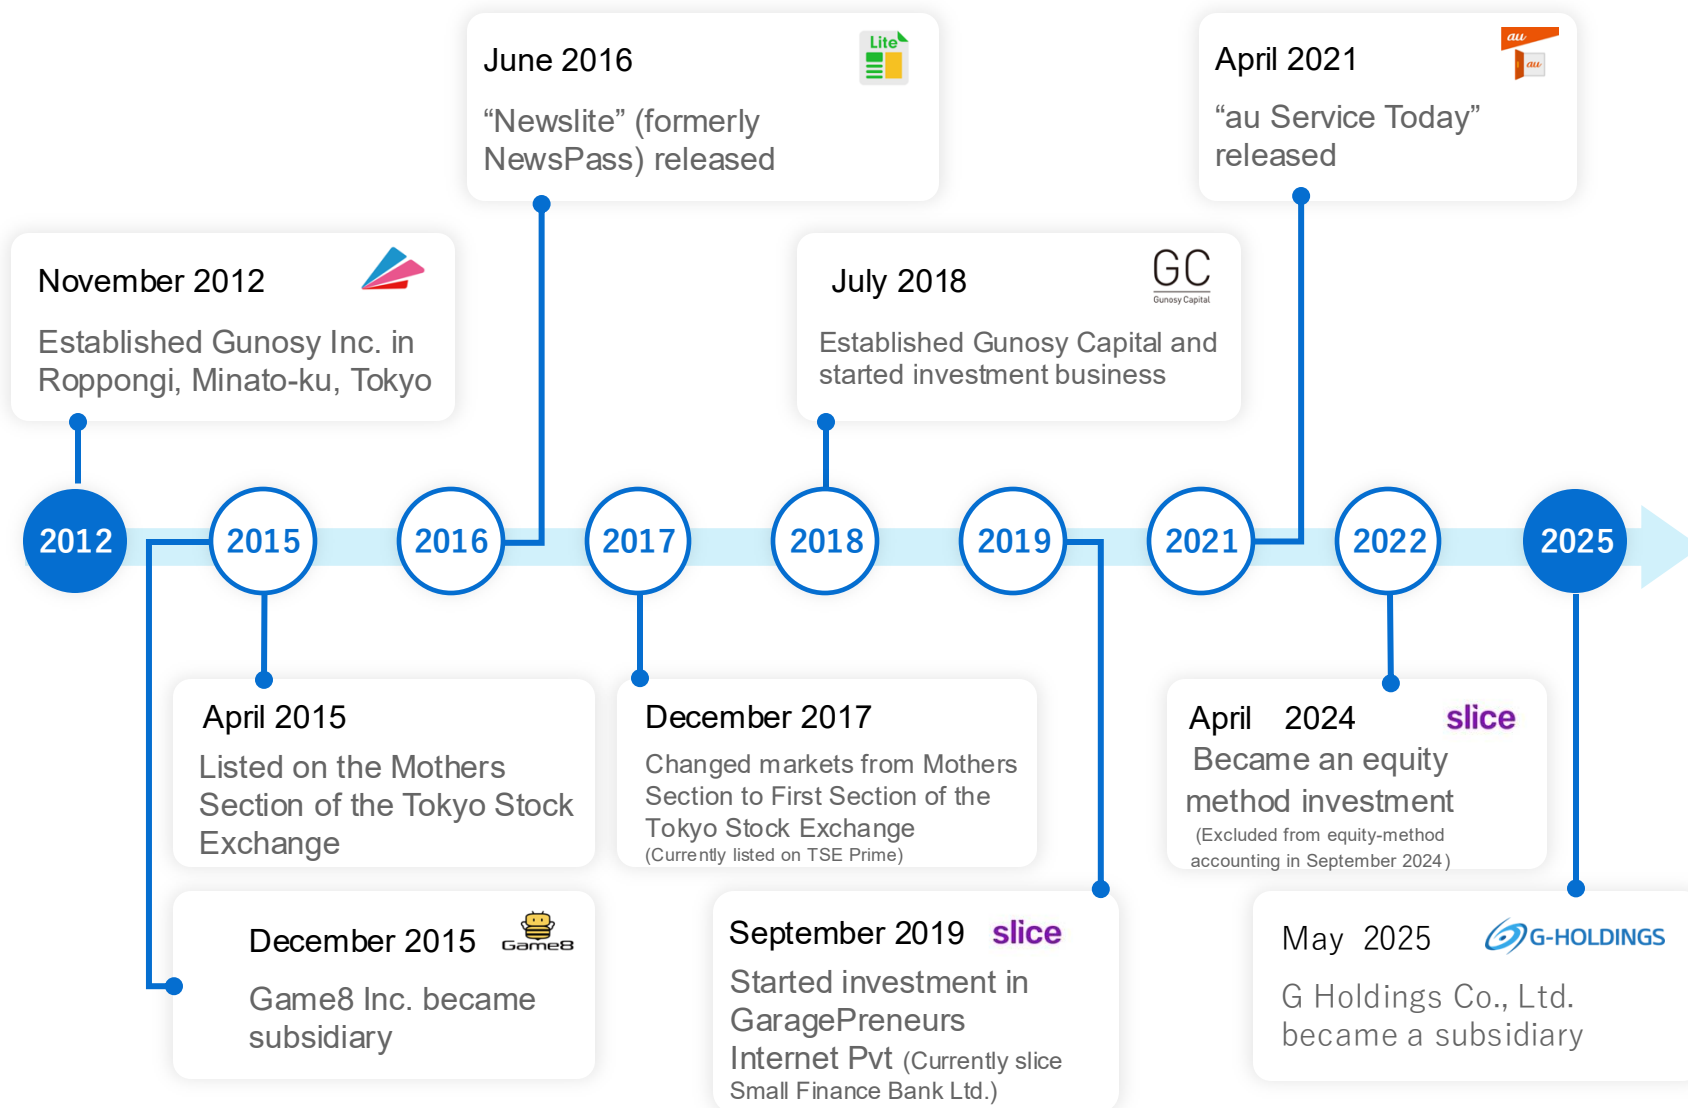 June 2016
Lite
“Newslite” (formerly
NewsPass) released
April 2021
au
au
“au Service Today”
released
November 2012
Established Gunosy Inc. in
Roppongi, Minato-ku, Tokyo
July 2018
GC
Gunosy Capital
Established Gunosy Capital and
started investment business
2012
2015
2016
2017
2018
2019
2021
2022
2025
April 2015
Listed on the Mothers
Section of the Tokyo Stock
Exchange
December 2017
Changed markets from Mothers
Section to First Section of the
Tokyo Stock Exchange
(Currently listed on TSE Prime)
April 2024
slice
Became an equity
method investment
(Excluded from equity-method
accounting in September 2024)
December 2015
Game8
Game8 Inc. became
subsidiary
September 2019
slice
Started investment in
GaragePreneurs
Internet Pvt (Currently slice
Small Finance Bank Ltd.)
May 2025
G-HOLDINGS
G Holdings Co., Ltd.
became a subsidiary